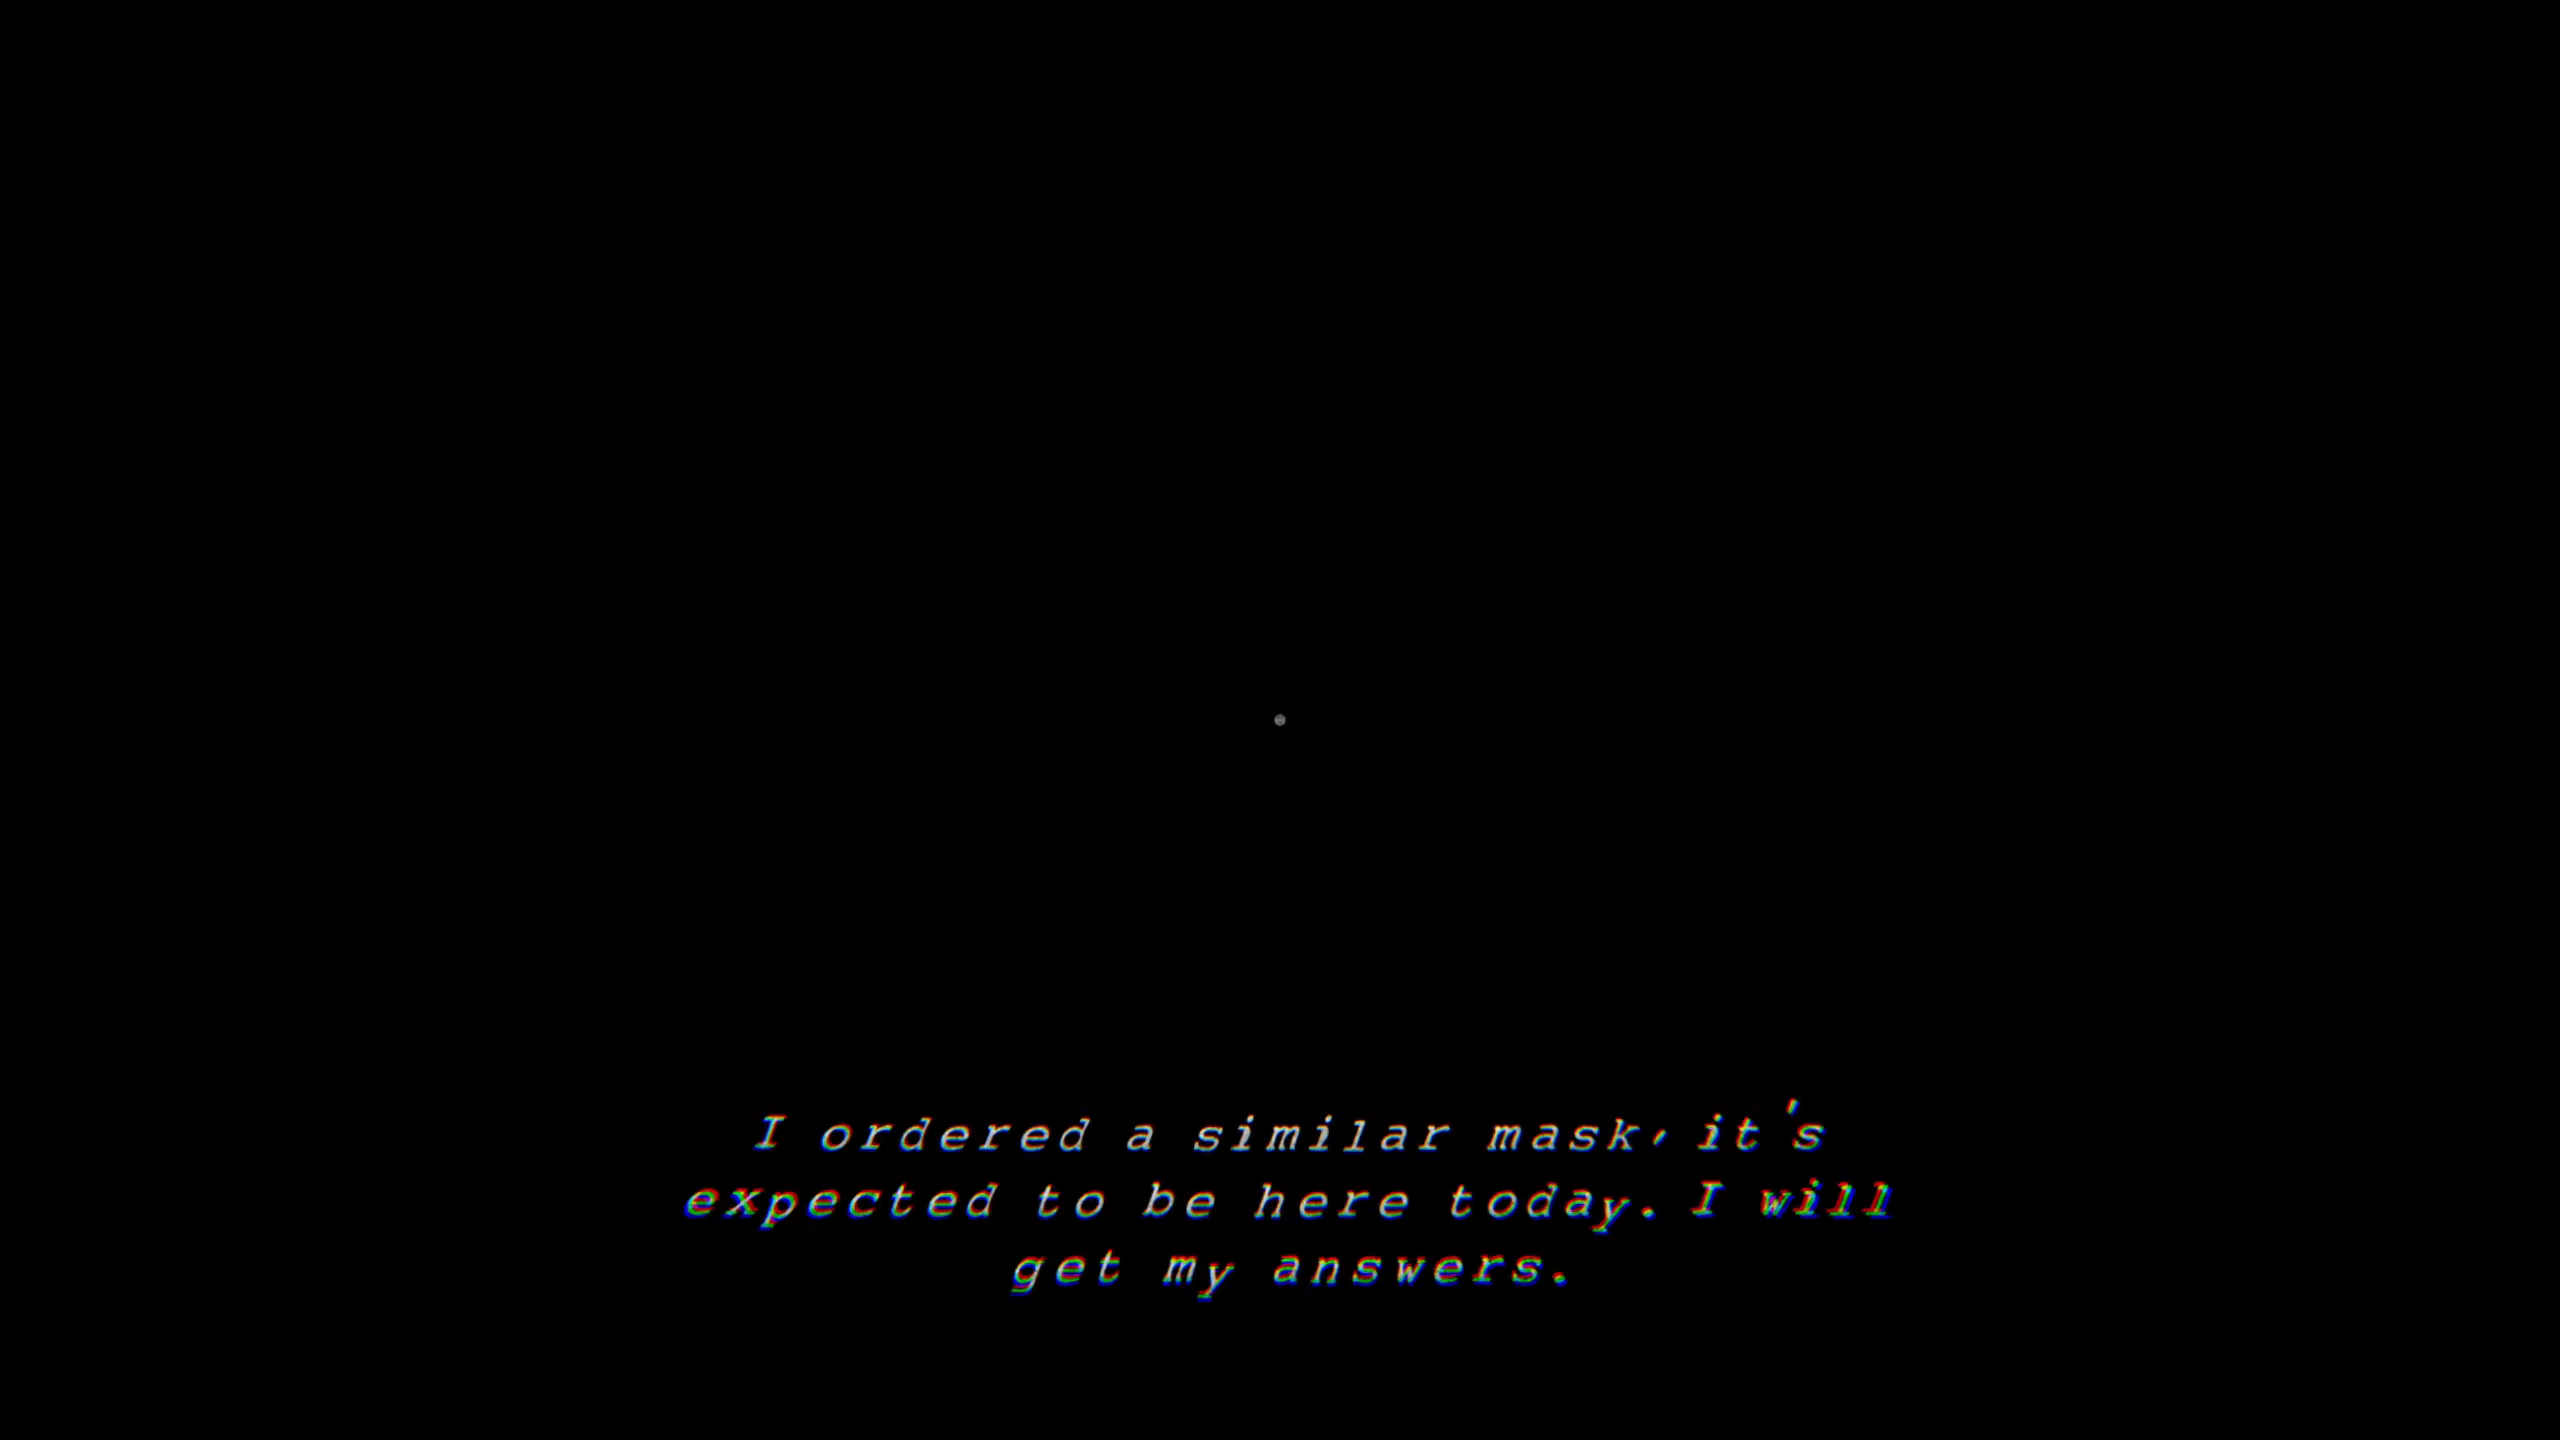 I ordered a similar mask, it's
expected to be here today. I will
get my answers.